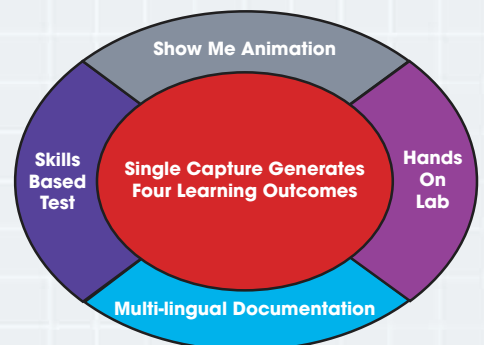 Show Me Animation
Skills
Based
Test
Single Capture Generates
Four Learning Outcomes
Hands
On
Lab
Multi-lingual Documentation